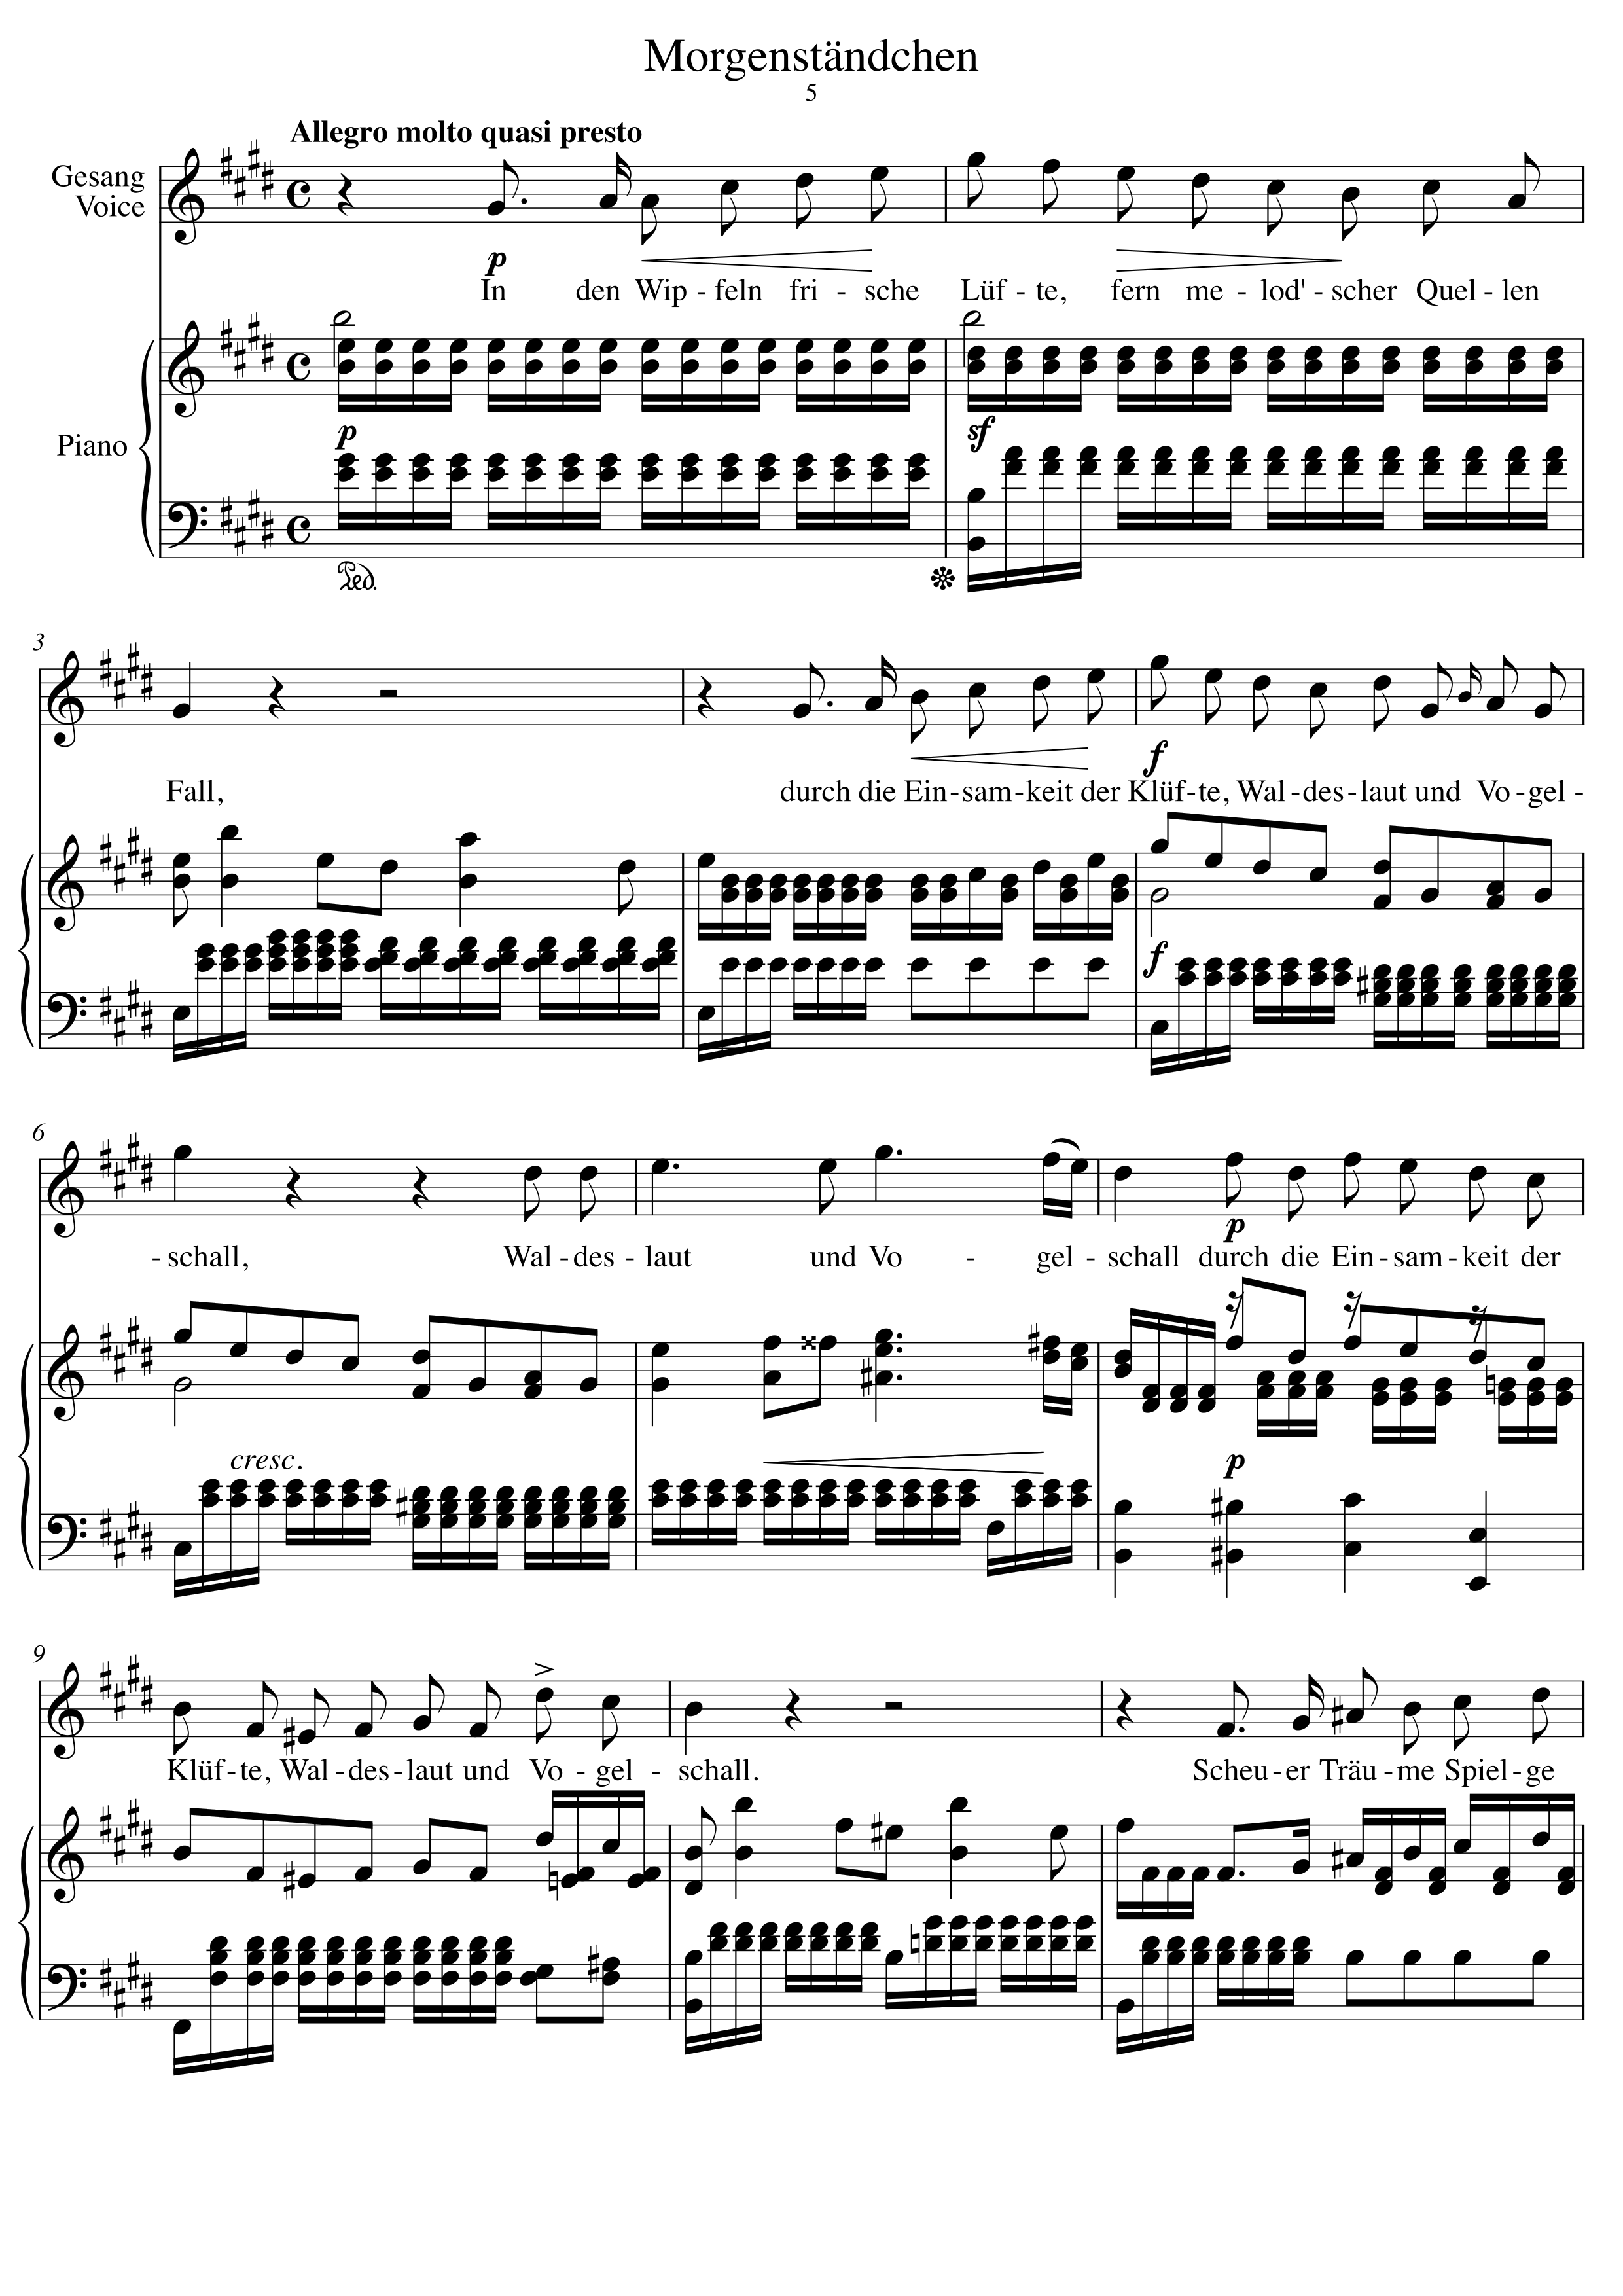 Morgenständchen
5
Allegro molto quasi presto
Gesang
Voice
p
In den Wip - feln fri - sche Lüf - te, fern me - lod' - scher Quel - len
Piano
p sf
3
f
Fall, durch die Ein - sam - keit der Klüf - te, Wal - des - laut und Vo - gel -
f
6
p
- schall, Wal - des - laut und Vo - gel - schall durch die Ein - sam - keit der
cresc. p
9
Klüf - te, Wal - des - laut und Vo - gel - schall. Scheu - er Träu - me Spiel - ge